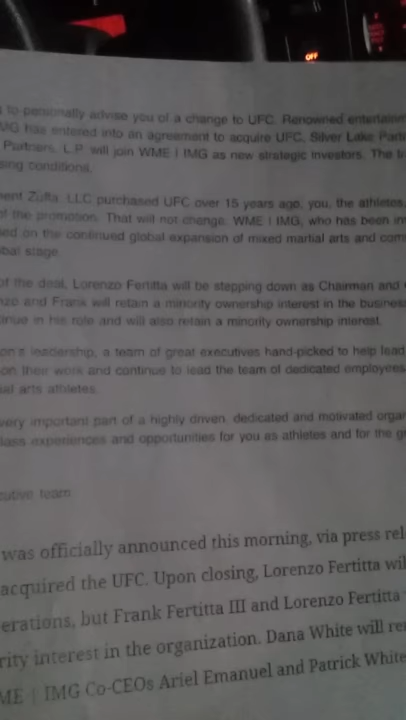 OFF
to personally advise you of a change to UFC. Renowned entertainm
MG has entered into an agreement to acquire UFC. Silver Lake Part
Partners, L.P. will join WME | IMG as new strategic investors. The tr
sing conditions.
ment Zuffa, LLC purchased UFC over 15 years ago, you, the athletes,
of the promotion. That will not change. WME | IMG, who has been in
sed on the continued global expansion of mixed martial arts and com
bal stage.
of the deal, Lorenzo Fertitta will be stepping down as Chairman and
nzo and Frank will retain a minority ownership interest in the business
tinue in his role and will also retain a minority ownership interest.
on's leadership, a team of great executives hand-picked to help lead
on their work and continue to lead the team of dedicated employees
ial arts athletes.
very important part of a highly driven, dedicated and motivated orga
lass experiences and opportunities for you as athletes and for the g
cutive team
was officially announced this morning, via press rel
acquired the UFC. Upon closing, Lorenzo Fertitta wil
erations, but Frank Fertitta III and Lorenzo Fertitta
rity interest in the organization. Dana White will re
ME | IMG Co-CEOs Ariel Emanuel and Patrick White